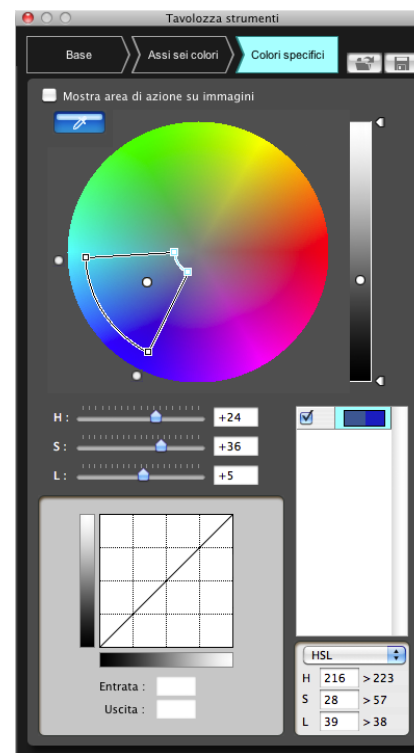 Tavolozza strumenti
Base
Assi sei colori
Colori specifici
Mostra area di azione su immagini
H : +24
S : +36
L : +5
Entrata :
Uscita :
HSL
H 216 > 223
S 28 > 57
L 39 > 38